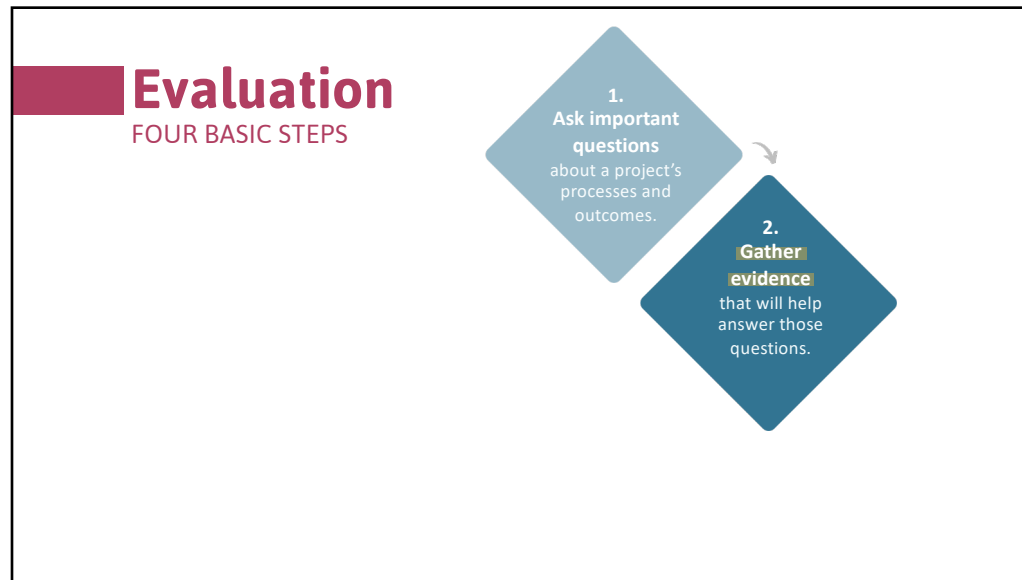 Evaluation
FOUR BASIC STEPS
1.
Ask important
questions
about a project’s
processes and
outcomes.
2.
Gather
evidence
that will help
answer those
questions.